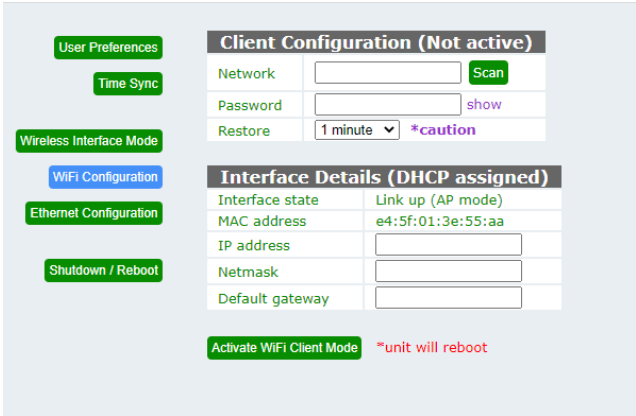 User Preferences
Time Sync
Wireless Interface Mode
WiFi Configuration
Ethernet Configuration
Shutdown / Reboot
Client Configuration (Not active)
Network Scan
Password show
Restore 1 minute *caution
Interface Details (DHCP assigned)
Interface state Link up (AP mode)
MAC address e4:5f:01:3e:55:aa
IP address
Netmask
Default gateway
Activate WiFi Client Mode *unit will reboot